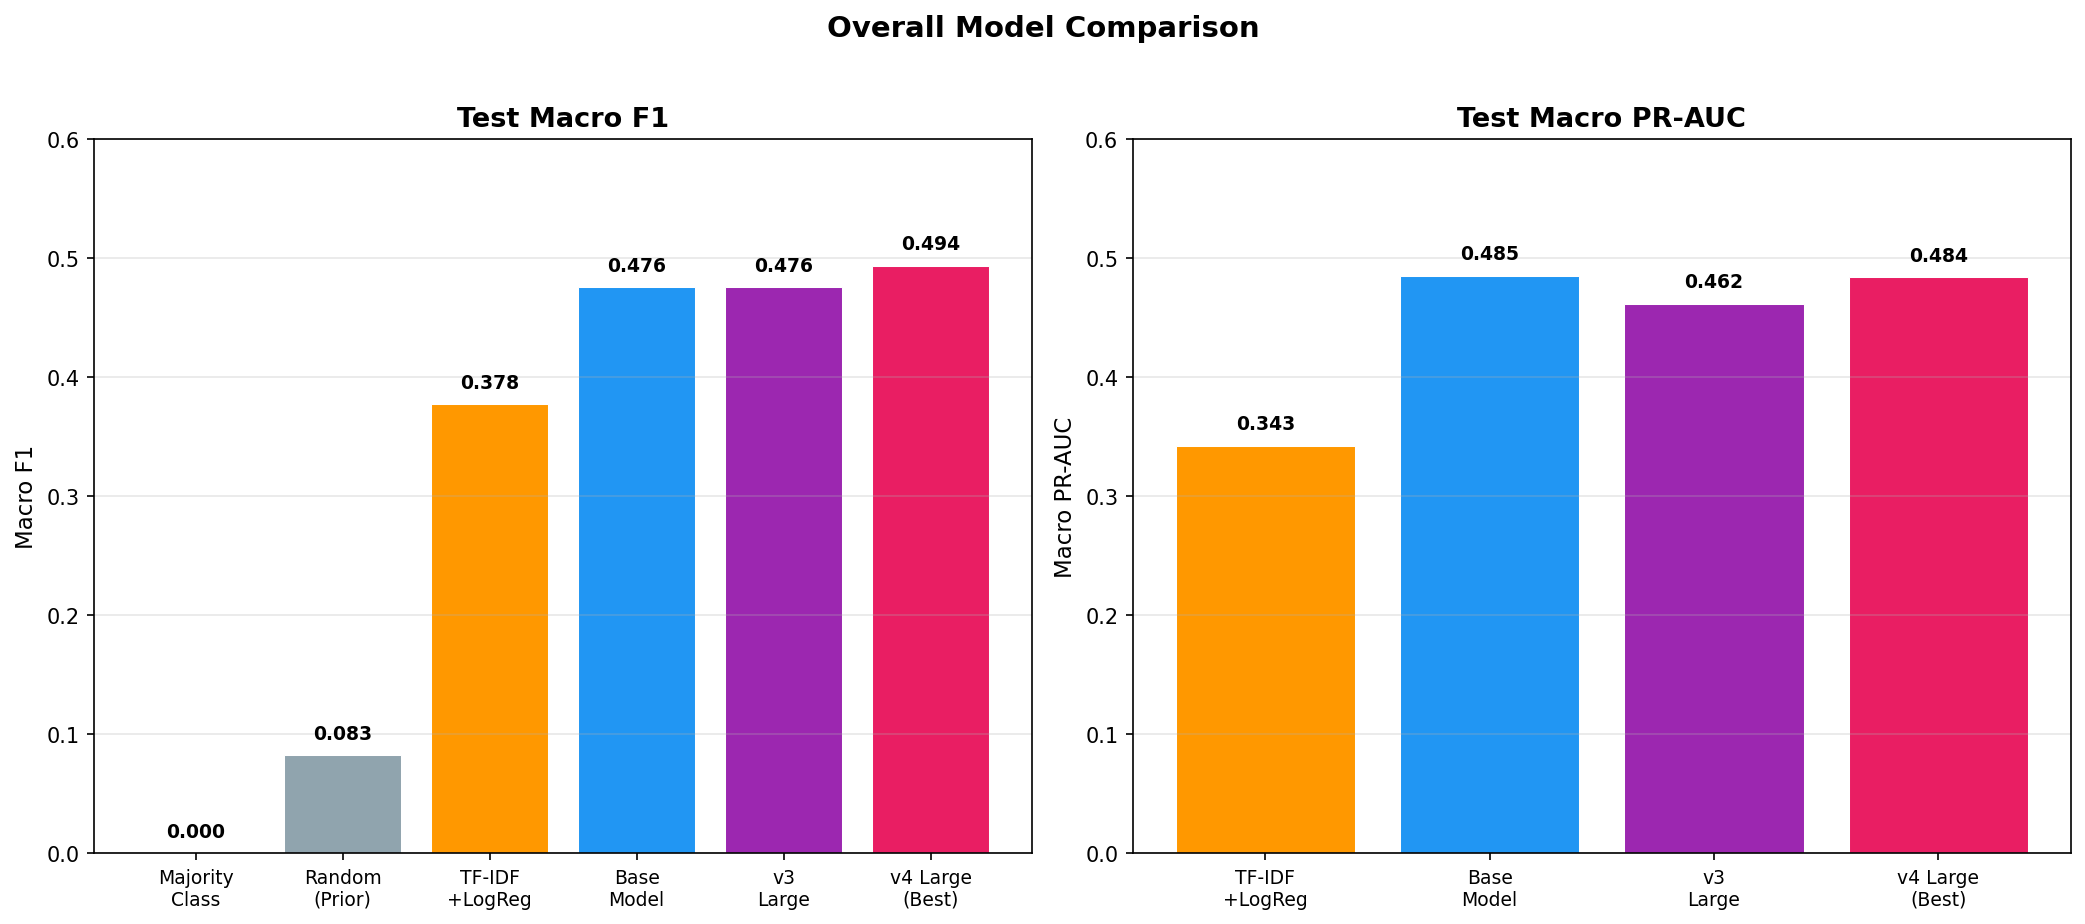 Overall Model Comparison
Test Macro F1
Macro F1
0.6
0.5
0.4
0.3
0.2
0.1
0.0
0.000
0.083
0.378
0.476
0.476
0.494
Majority
Class
Random
(Prior)
TF-IDF
+LogReg
Base
Model
v3
Large
v4 Large
(Best)
Test Macro PR-AUC
Macro PR-AUC
0.6
0.5
0.4
0.3
0.2
0.1
0.0
0.343
0.485
0.462
0.484
TF-IDF
+LogReg
Base
Model
v3
Large
v4 Large
(Best)